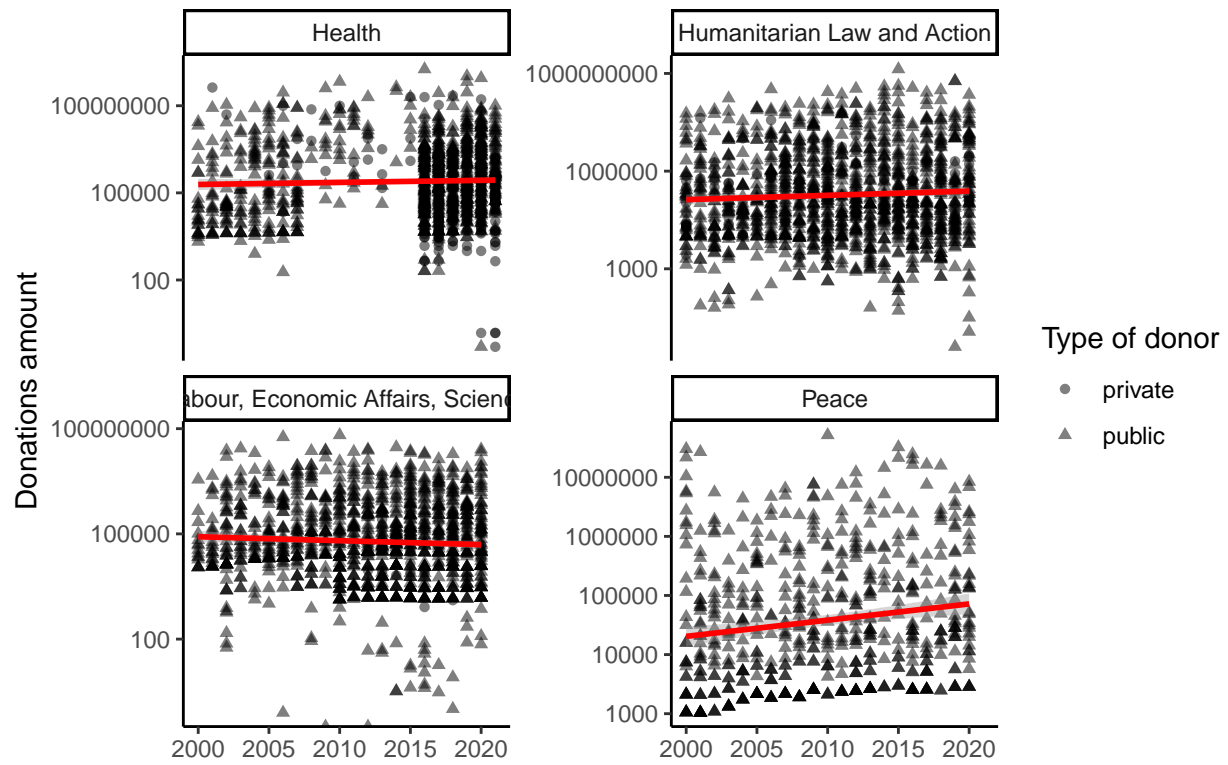 Health
Humanitarian Law and Action
Donations amount
100000000
100000
100
1000000000
1000000
1000
abour, Economic Affairs, Scienc
Peace
100000000
100000
100
10000000
1000000
100000
10000
1000
2000 2005 2010 2015 2020
2000 2005 2010 2015 2020
Type of donor
private
public